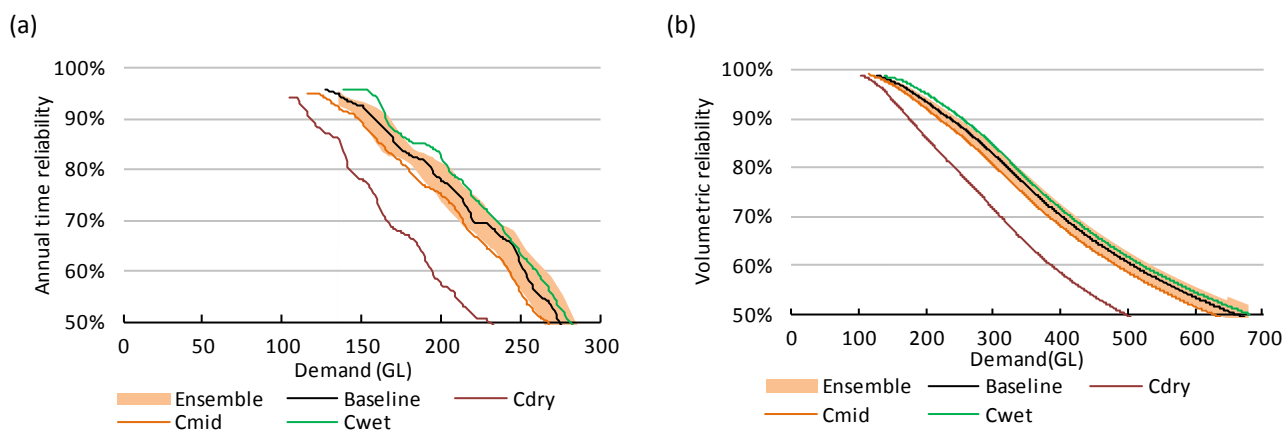 (a)
Annual time reliability
100%
90%
80%
70%
60%
50%
0 50 100 150 200 250 300
Demand (GL)
Ensemble Baseline Cdry
Cmid Cwet
(b)
Volumetric reliability
100%
90%
80%
70%
60%
50%
0 100 200 300 400 500 600 700
Demand(GL)
Ensemble Baseline Cdry
Cmid Cwet